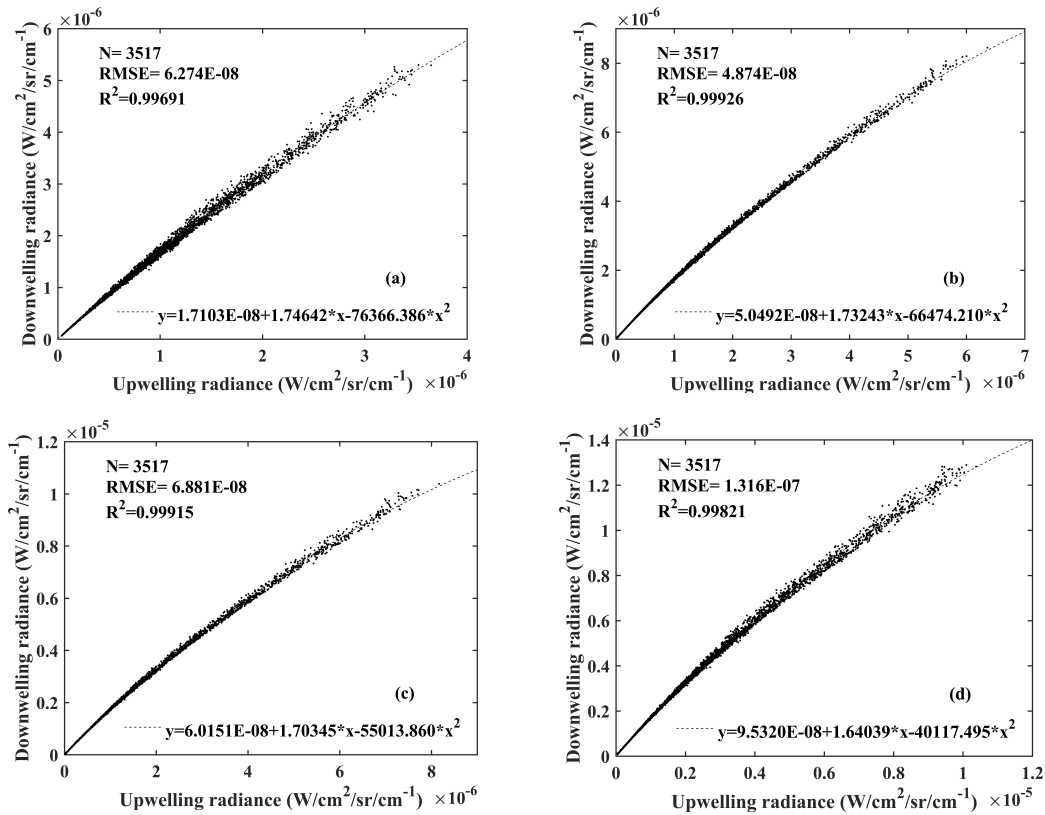 ×10⁻⁶
6
5
4
3
2
1
0
Downwelling radiance (W/cm²/sr/cm⁻¹)
N= 3517
RMSE= 6.274E-08
R²=0.99691
(a)
y=1.7103E-08+1.74642*x-76366.386*x²
0 1 2 3 4
Upwelling radiance (W/cm²/sr/cm⁻¹) ×10⁻⁶
×10⁻⁶
8
6
4
2
0
Downwelling radiance (W/cm²/sr/cm⁻¹)
N= 3517
RMSE= 4.874E-08
R²=0.99926
(b)
y=5.0492E-08+1.73243*x-66474.210*x²
0 1 2 3 4 5 6 7
Upwelling radiance (W/cm²/sr/cm⁻¹) ×10⁻⁶
×10⁻⁵
1.2
1
0.8
0.6
0.4
0.2
0
Downwelling radiance (W/cm²/sr/cm⁻¹)
N= 3517
RMSE= 6.881E-08
R²=0.99915
(c)
y=6.0151E-08+1.70345*x-55013.860*x²
0 2 4 6 8
Upwelling radiance (W/cm²/sr/cm⁻¹) ×10⁻⁶
×10⁻⁵
1.4
1.2
1
0.8
0.6
0.4
0.2
0
Downwelling radiance (W/cm²/sr/cm⁻¹)
N= 3517
RMSE= 1.316E-07
R²=0.99821
(d)
y=9.5320E-08+1.64039*x-40117.495*x²
0 0.2 0.4 0.6 0.8 1 1.2
Upwelling radiance (W/cm²/sr/cm⁻¹) ×10⁻⁵